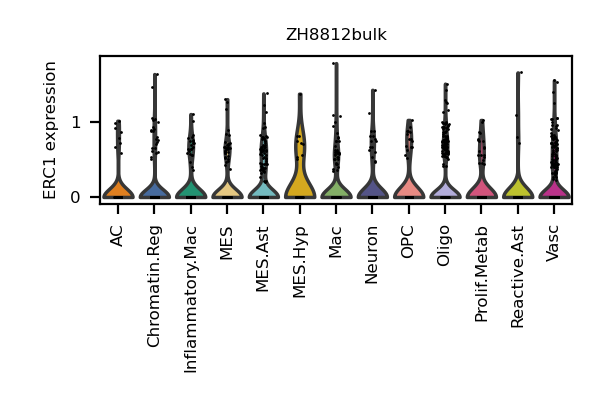 ZH8812bulk
ERC1 expression
1
0
AC
Chromatin.Reg
Inflammatory.Mac
MES
MES.Ast
MES.Hyp
Mac
Neuron
OPC
Oligo
Prolif.Metab
Reactive.Ast
Vasc